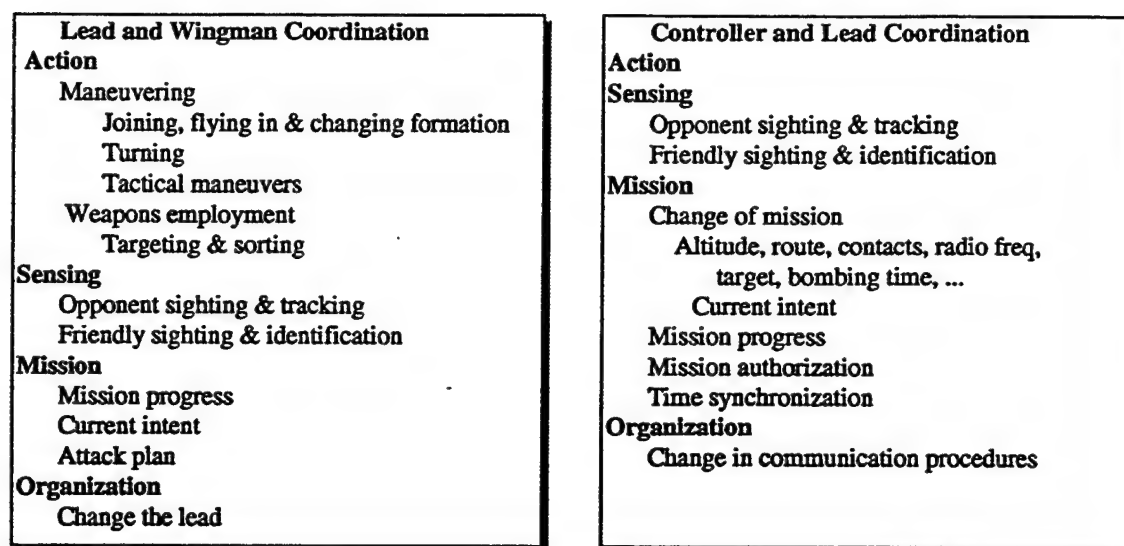 Lead and Wingman Coordination
Action
Maneuvering
Joining, flying in & changing formation
Turning
Tactical maneuvers
Weapons employment
Targeting & sorting
Sensing
Opponent sighting & tracking
Friendly sighting & identification
Mission
Mission progress
Current intent
Attack plan
Organization
Change the lead
Controller and Lead Coordination
Action
Sensing
Opponent sighting & tracking
Friendly sighting & identification
Mission
Change of mission
Altitude, route, contacts, radio freq,
target, bombing time, ...
Current intent
Mission progress
Mission authorization
Time synchronization
Organization
Change in communication procedures